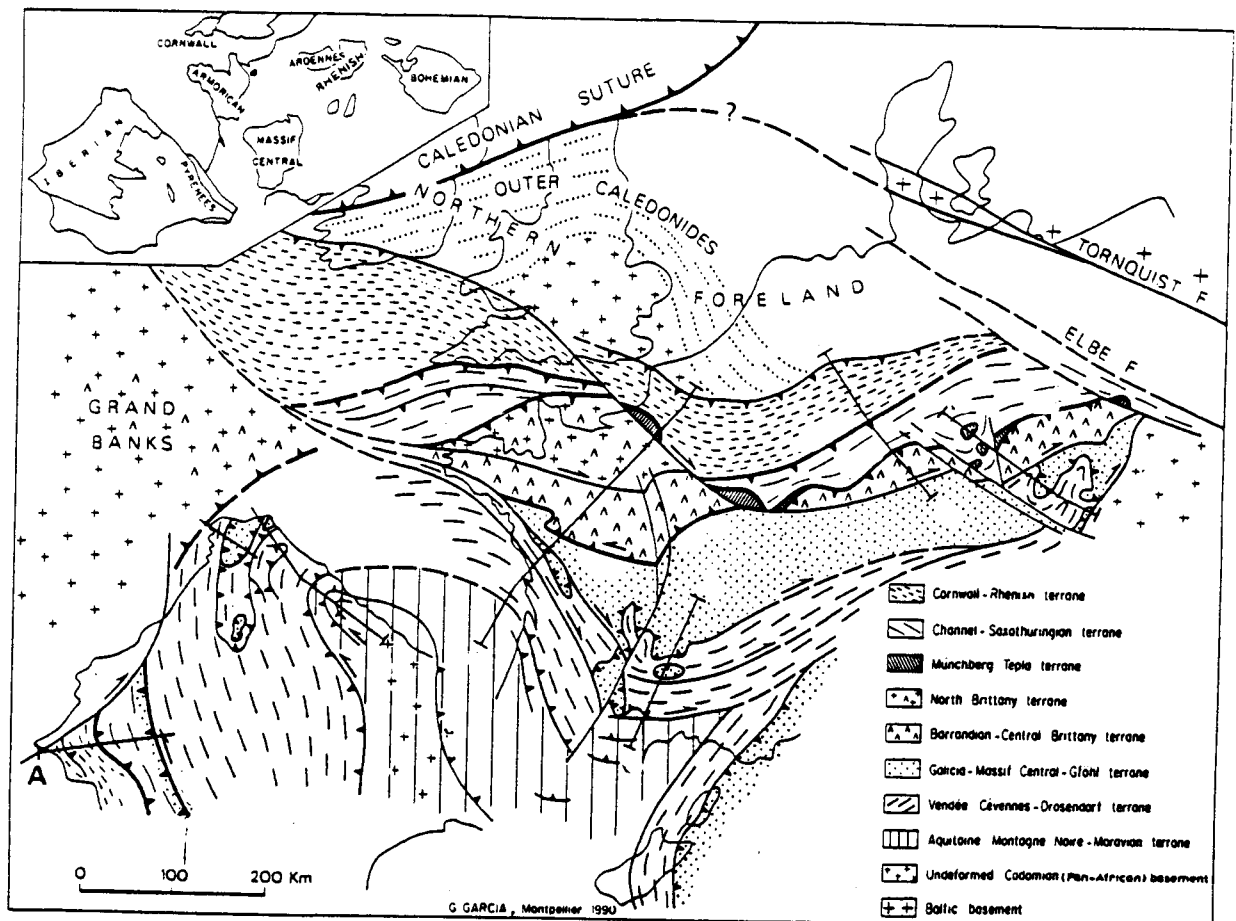 CORNWALL
ARMORICAN
ARDENNES
RHENISH
BOHEMIAN
IBERIAN
PYRENEES
MASSIF
CENTRAL
CALEDONIAN SUTURE
?
NORTHERN
OUTER
CALEDONIDES
FORELAND
TORNQUIST F
ELBE F
GRAND
BANKS
A
Cornwall-Rhenish terrane
Channel-Saxothuringian terrane
Münchberg Tepla terrane
North Brittany terrane
Barrandian-Central Brittany terrane
Galicia-Massif Central-Gföhl terrane
Vendée Cévennes-Drosendorf terrane
Aquitaine Montagne Noire-Moravian terrane
Undeformed Cadomian (Pan-African) basement
Baltic basement
0 100 200 Km
G GARCIA, Montpellier 1990